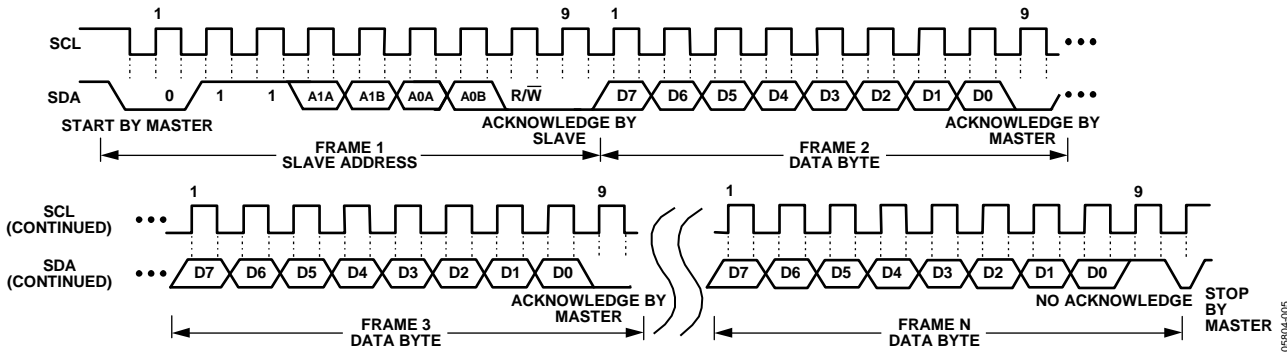 1 9 1 9
SCL
SDA 0 1 1 A1A A1B A0A A0B R/W̅ D7 D6 D5 D4 D3 D2 D1 D0
START BY MASTER
ACKNOWLEDGE BY
SLAVE
ACKNOWLEDGE BY
MASTER
FRAME 1
SLAVE ADDRESS
FRAME 2
DATA BYTE
1 9 1 9
SCL
(CONTINUED)
SDA
(CONTINUED)
D7 D6 D5 D4 D3 D2 D1 D0
D7 D6 D5 D4 D3 D2 D1 D0
ACKNOWLEDGE BY
MASTER
NO ACKNOWLEDGE
STOP
BY
MASTER
FRAME 3
DATA BYTE
FRAME N
DATA BYTE
05804-005